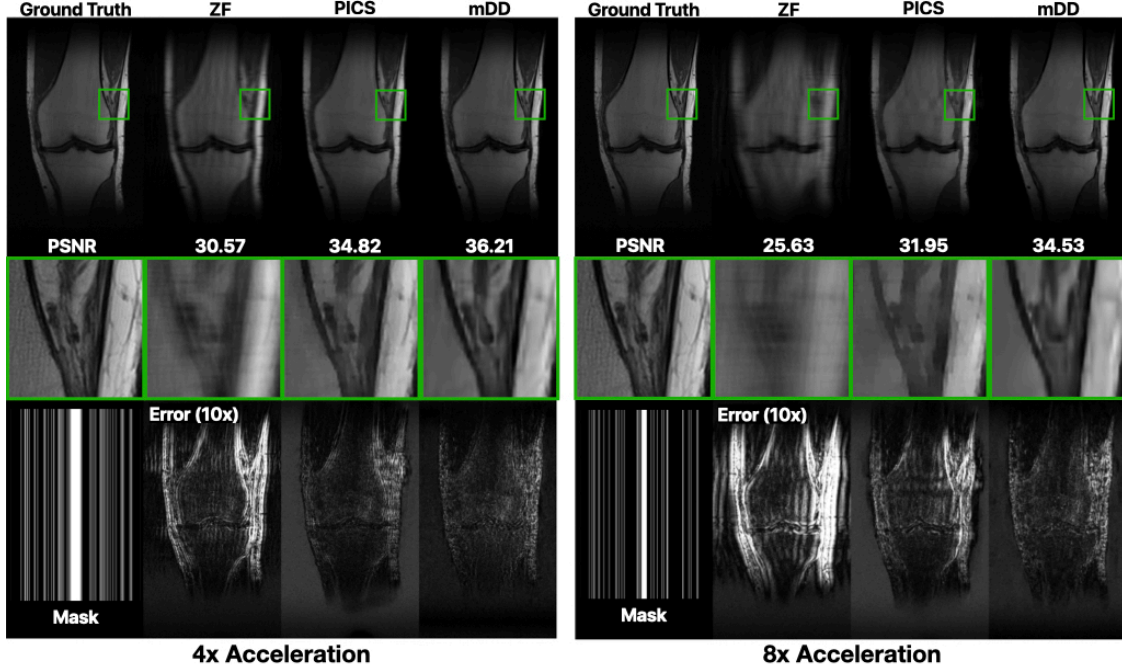 Ground Truth ZF PICS mDD Ground Truth ZF PICS mDD
PSNR 30.57 34.82 36.21 PSNR 25.63 31.95 34.53
Error (10x) Error (10x)
Mask Mask
4x Acceleration 8x Acceleration